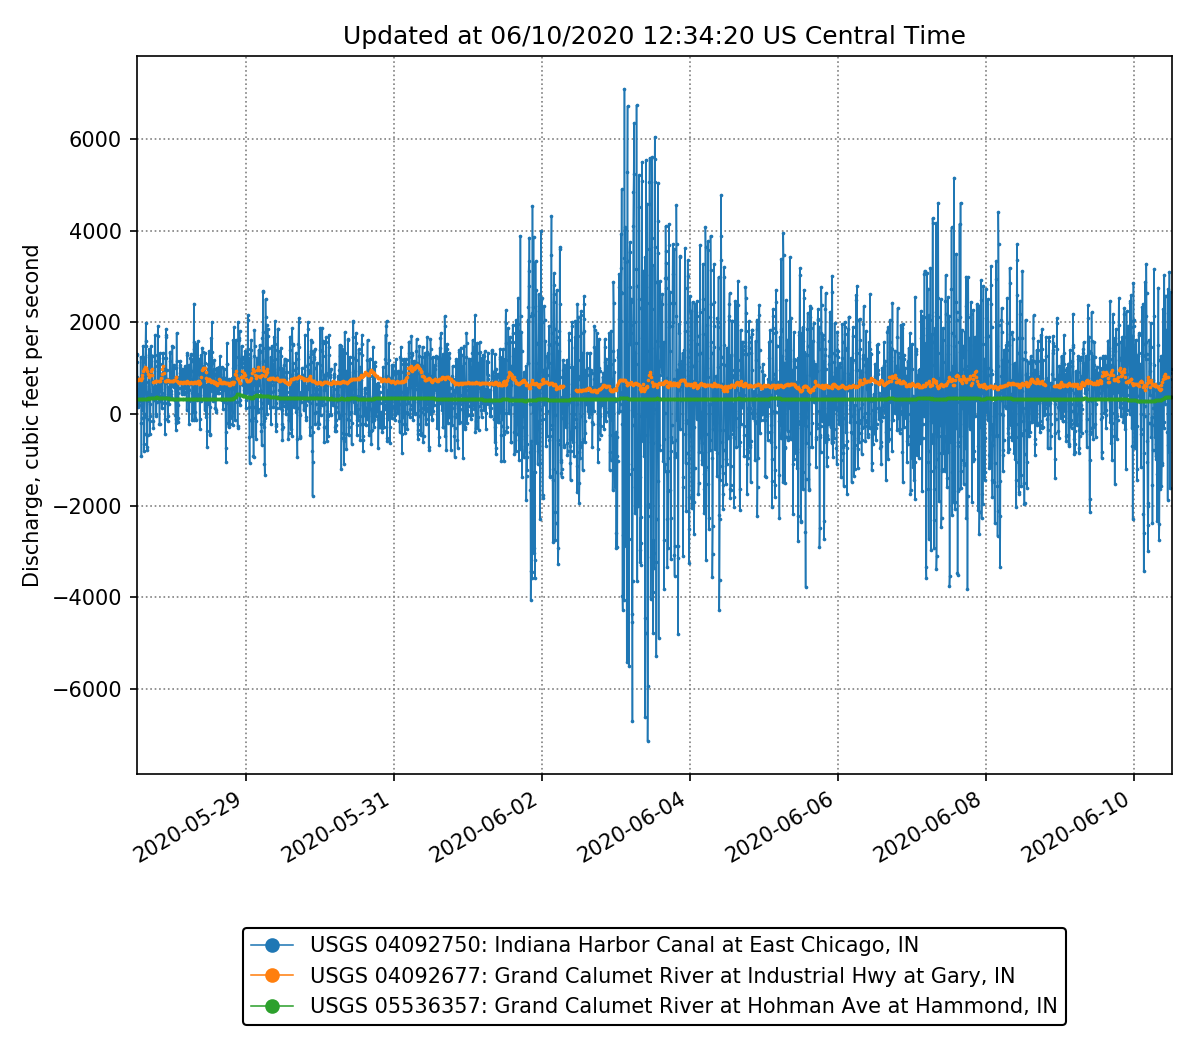 Updated at 06/10/2020 12:34:20 US Central Time
Discharge, cubic feet per second
6000
4000
2000
0
−2000
−4000
−6000
2020-05-29
2020-05-31
2020-06-02
2020-06-04
2020-06-06
2020-06-08
2020-06-10
USGS 04092750: Indiana Harbor Canal at East Chicago, IN
USGS 04092677: Grand Calumet River at Industrial Hwy at Gary, IN
USGS 05536357: Grand Calumet River at Hohman Ave at Hammond, IN